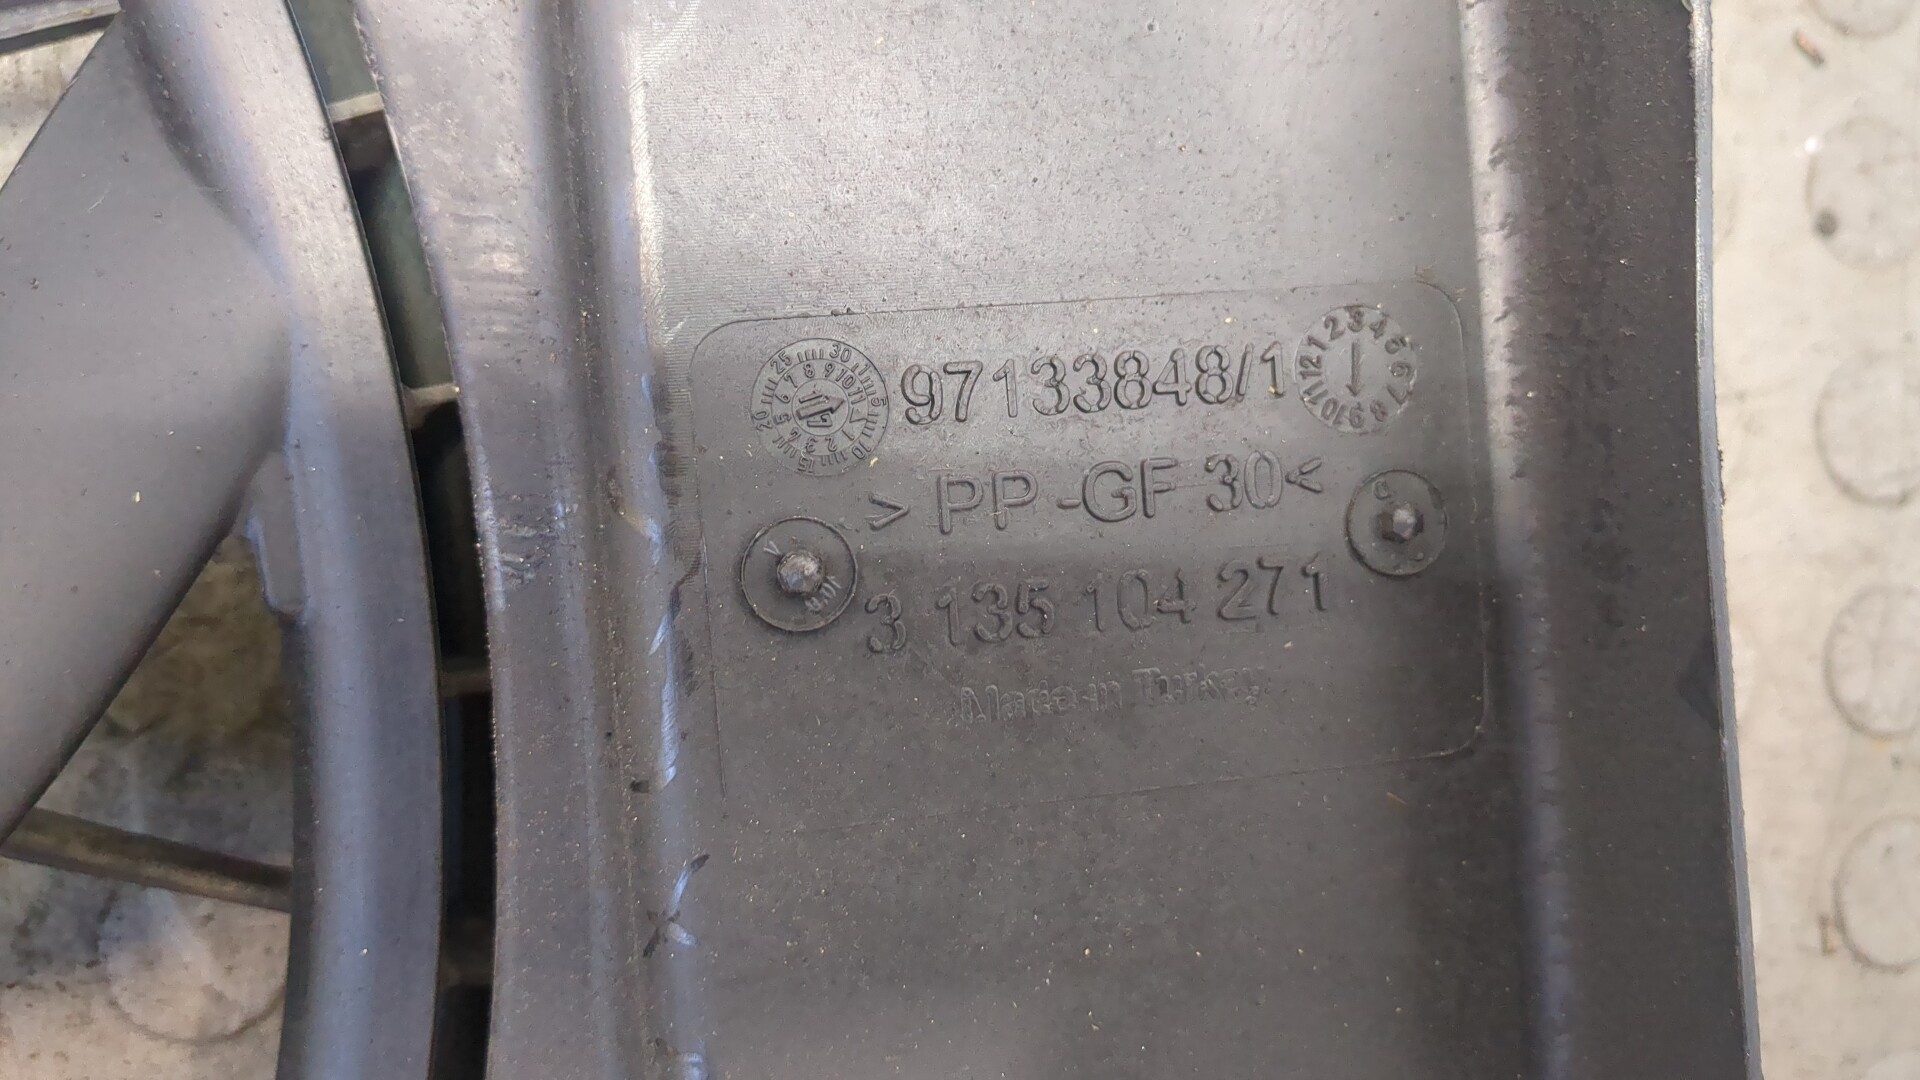 97133848/1
> PP-GF 30<
3 135 104 271
Made in Turkey